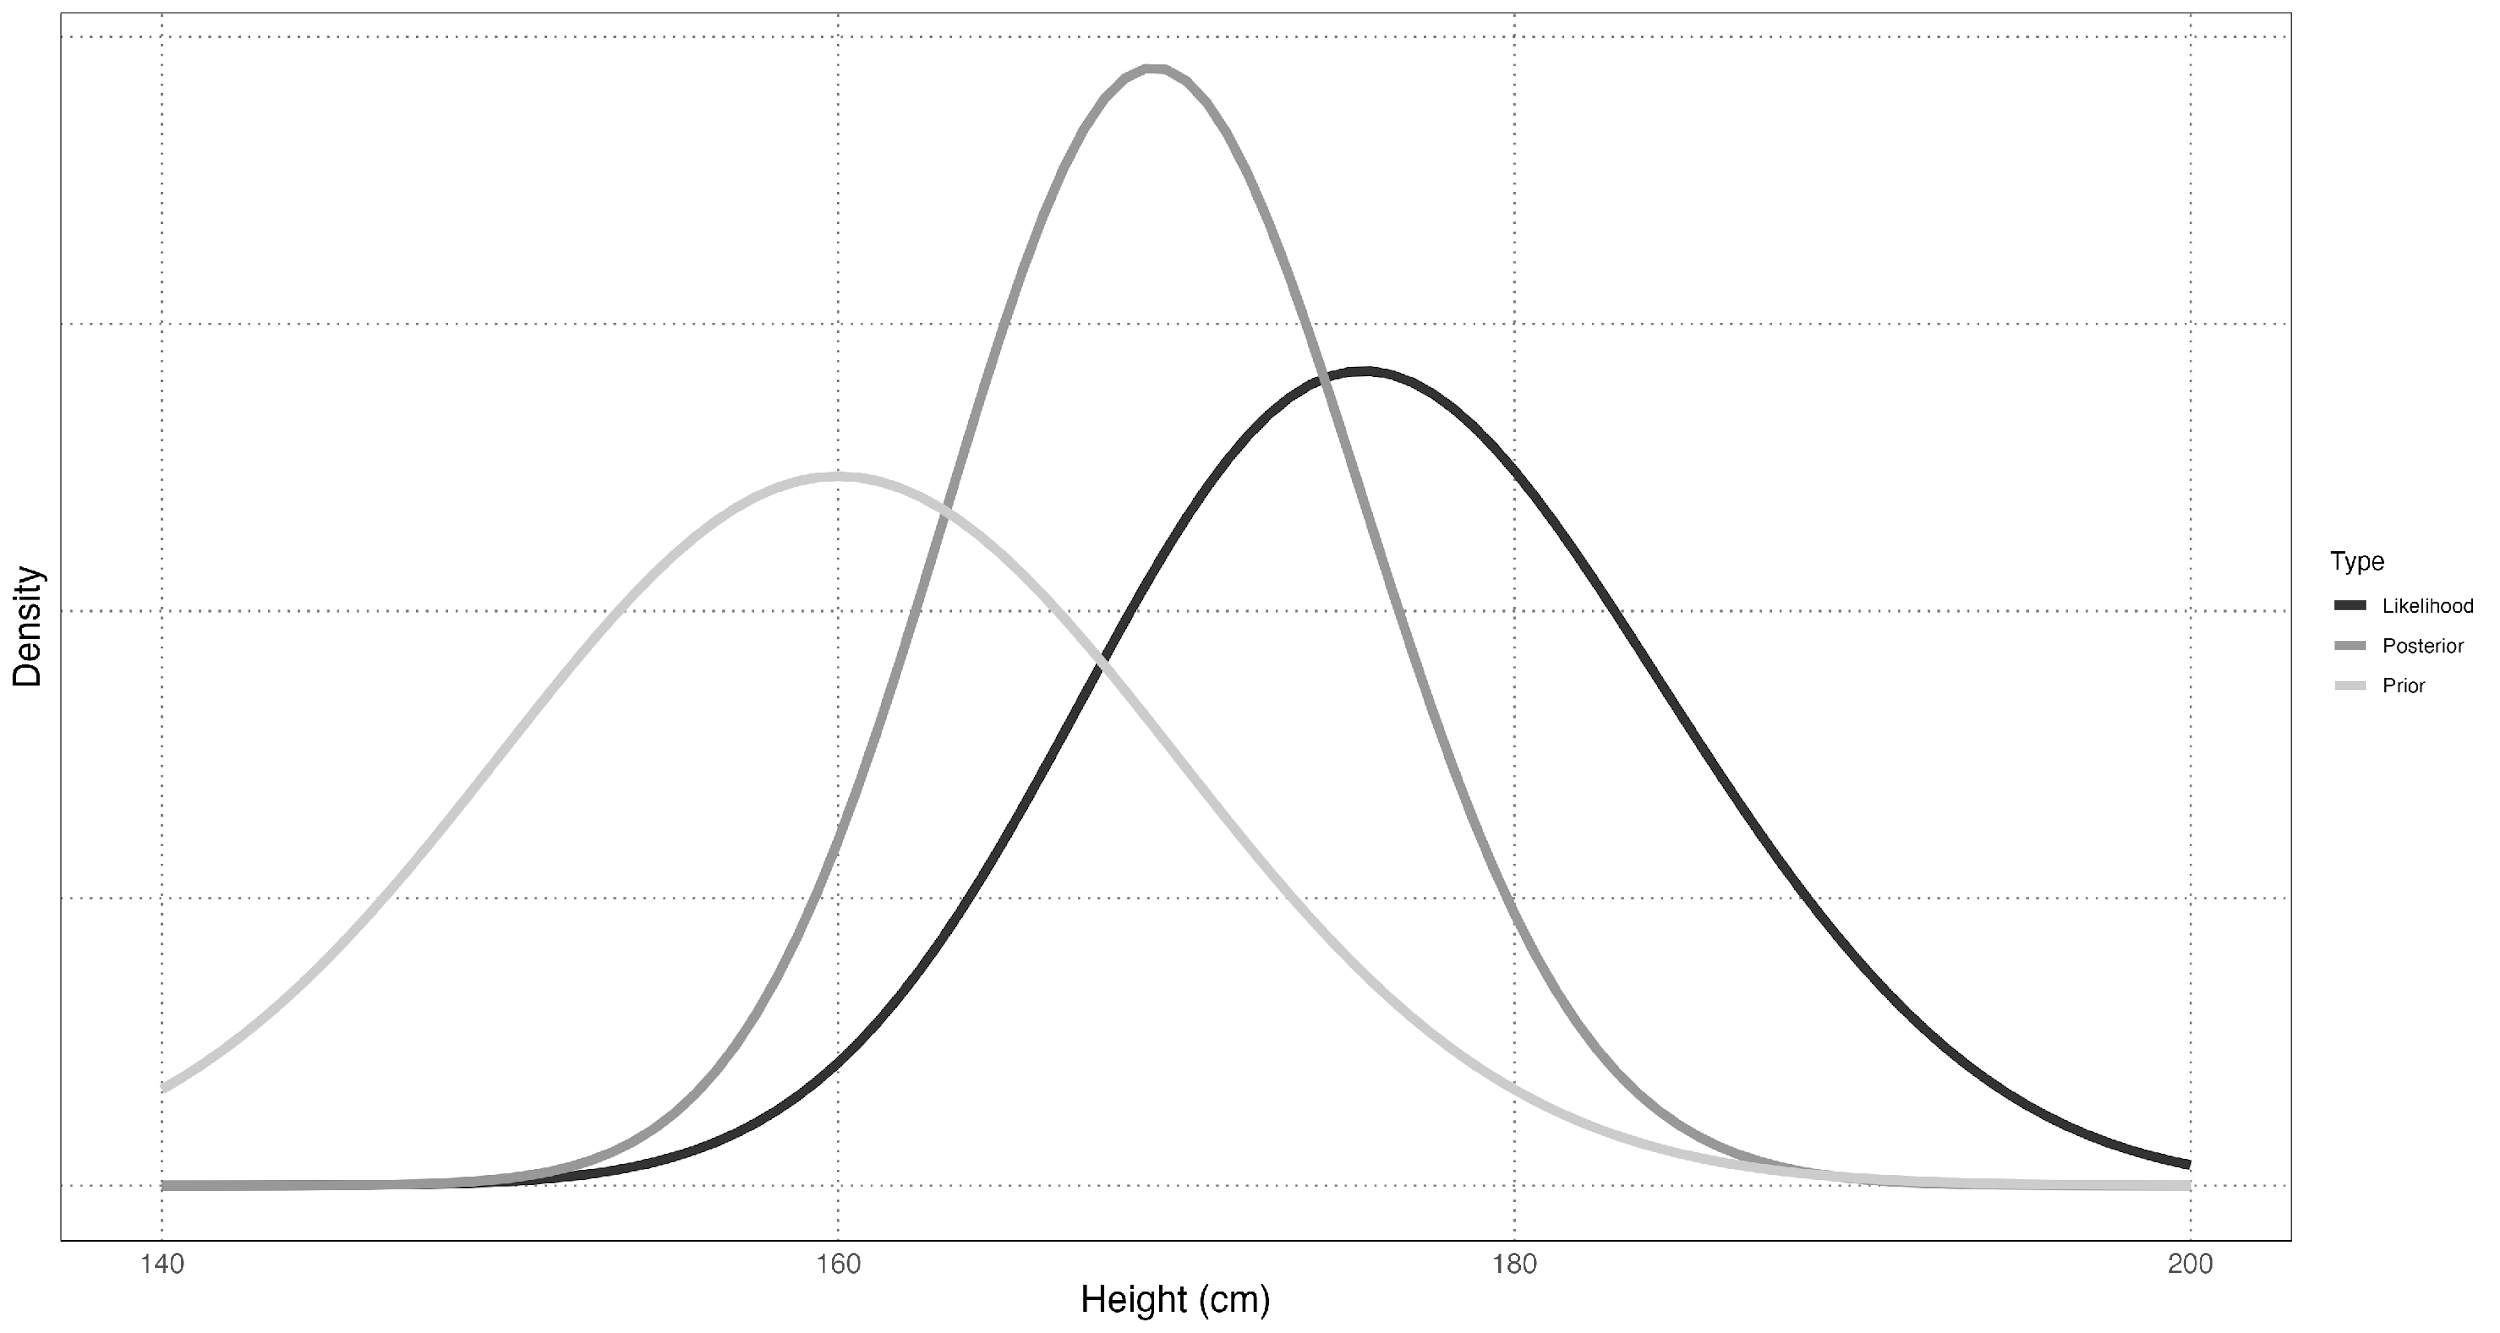 Density
140
160
180
200
Height (cm)
Type
Likelihood
Posterior
Prior